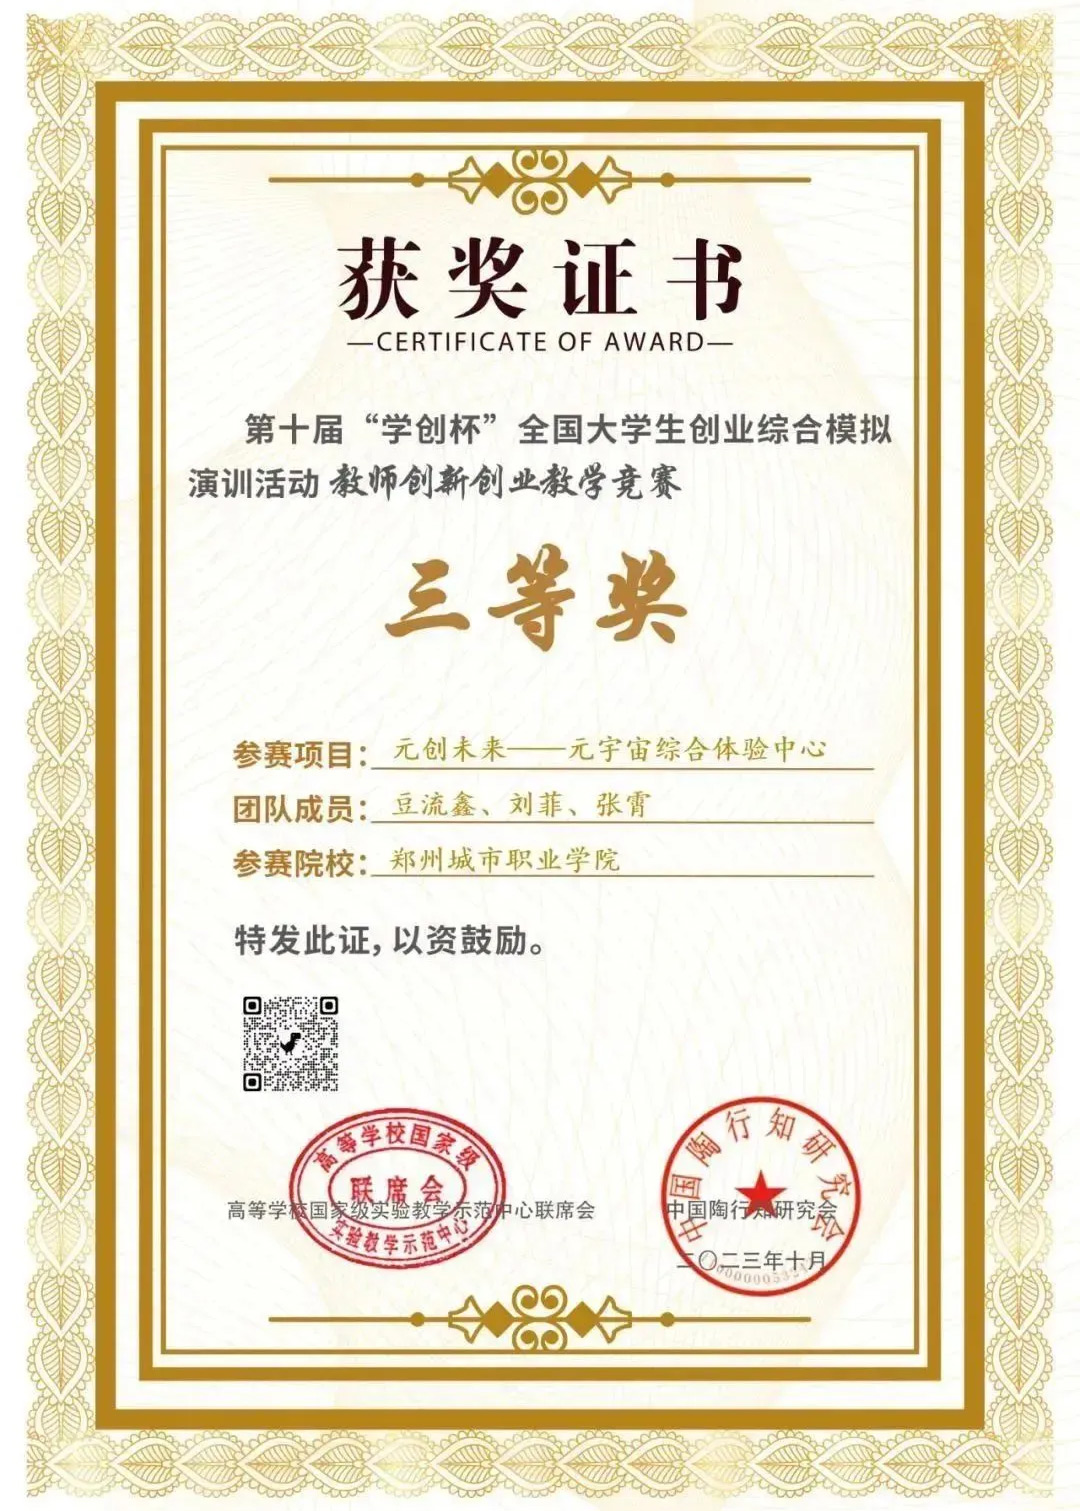 获奖证书
—CERTIFICATE OF AWARD—
第十届“学创杯”全国大学生创业综合模拟
演训活动 教师创新创业教学竞赛
三等奖
参赛项目：元创未来——元宇宙综合体验中心
团队成员：豆流鑫、刘菲、张霄
参赛院校：郑州城市职业学院
特发此证，以资鼓励。
高等学校国家级
联席会
实验教学示范中心
高等学校国家级实验教学示范中心联席会
中国陶行知研究会
中国陶行知研究会
二〇二三年十月